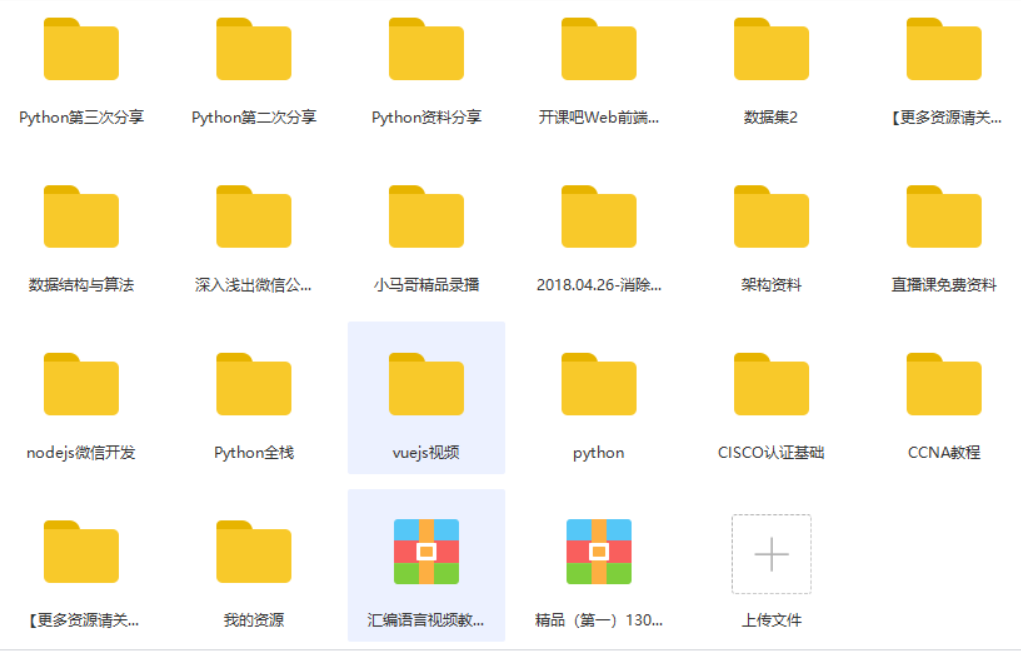 Python第三次分享
Python第二次分享
Python资料分享
开课吧Web前端...
数据集2
【更多资源请关...
数据结构与算法
深入浅出微信公...
小马哥精品录播
2018.04.26-消除...
架构资料
直播课免费资料
nodejs微信开发
Python全栈
vuejs视频
python
CISCO认证基础
CCNA教程
【更多资源请关...
我的资源
汇编语言视频教...
精品（第一）130...
上传文件